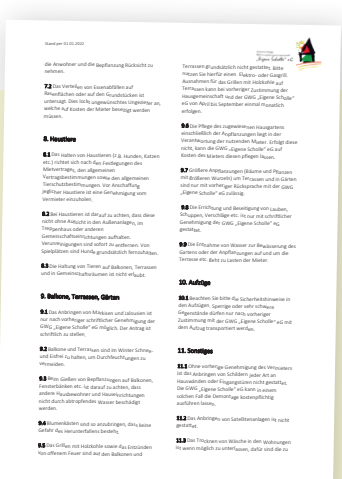 Stand per 01.01.2022
„Eigene Scholle“ eG
die Anwohner und die Bepflanzung Rücksicht zu
nehmen.
7.2 Das Verteilen von Essensabfällen auf
Rasenflächen oder auf den Grundstücken ist
untersagt. Dies lockt ungewünschtes Ungeziefer an,
welche auf Kosten der Mieter beseitigt werden
müssen.
8. Haustiere
8.1 Das Halten von Haustieren (z.B. Hunden, Katzen
etc.) richtet sich nach den Festlegungen des
Mietvertrages, den allgemeinen
Vertragsbestimmungen sowie den allgemeinen
Tierschutzbestimmungen. Vor Anschaffung
jeglicher Haustiere ist eine Genehmigung vom
Vermieter einzuholen.
8.2 Bei Haustieren ist darauf zu achten, dass diese
nicht ohne Aufsicht in den Außenanlagen, im
Treppenhaus oder anderen
Gemeinschaftseinrichtungen aufhalten.
Verunreinigungen sind sofort zu entfernen. Von
Spielplätzen sind Hunde grundsätzlich fernzuhalten.
8.3 Die Haltung von Tieren auf Balkonen, Terrassen
und in Gemeinschaftsräumen ist nicht erlaubt.
9. Balkone, Terrassen, Gärten
9.1 Das Anbringen von Markisen und Jalousien ist
nur nach vorheriger schriftlicher Genehmigung der
GWG „Eigene Scholle“ eG möglich. Der Antrag ist
schriftlich zu stellen.
9.2 Balkone und Terrassen sind im Winter Schnee-
und Eisfrei zu halten, um Durchfeuchtungen zu
vermeiden.
9.3 Beim Gießen von Bepflanzungen auf Balkonen,
Fensterbänken etc. ist darauf zu achten, dass
andere Hausbewohner und Hauseinrichtungen
nicht durch abtropfendes Wasser beschädigt
werden.
9.4 Blumenkästen sind so anzubringen, dass keine
Gefahr des Herunterfallens besteht.
9.5 Das Grillen mit Holzkohle sowie das Entzünden
von offenem Feuer sind auf den Balkonen und
Terrassen grundsätzlich nicht gestattet. Bitte
nutzen Sie hierfür einen Elektro- oder Gasgrill.
Ausnahmen für das Grillen mit Holzkohle auf
Terrassen kann bei vorheriger Zustimmung der
Hausgemeinschaft und der GWG „Eigene Scholle“
eG von April bis September einmal monatlich
erfolgen.
9.6 Die Pflege des zugewiesenen Hausgartens
einschließlich der Anpflanzungen liegt in der
Verantwortung der nutzenden Mieter. Erfolgt diese
nicht, kann die GWG „Eigene Scholle“ eG auf
Kosten des Mieters diesen pflegen lassen.
9.7 Größere Anpflanzungen (Bäume und Pflanzen
mit größeren Wurzeln) um Terrassen und in Gärten
sind nur mit vorheriger Rücksprache mit der GWG
„Eigene Scholle“ eG zulässig.
9.8 Die Errichtung und Beseitigung von Lauben,
Schuppen, Verschläge etc. ist nur mit schriftlicher
Genehmigung der GWG „Eigene Scholle“ eG
gestattet.
9.9 Die Entnahme von Wasser zur Bewässerung des
Gartens oder der Anpflanzungen auf und um die
Terrasse etc. geht zu Lasten der Mieter.
10. Aufzüge
10.1 Beachten Sie bitte die Sicherheitshinweise in
den Aufzügen. Sperrige oder sehr schwere
Gegenstände dürfen nur nach vorheriger
Zustimmung mit der GWG „Eigene Scholle“ eG mit
dem Aufzug transportiert werden.
11. Sonstiges
11.1 Ohne vorherige Genehmigung des Vermieters
ist das Anbringen von Schildern jeder Art an
Hauswänden oder Eingangstüren nicht gestattet.
Die GWG „Eigene Scholle“ eG kann in einem
solchen Fall die Demontage kostenpflichtig
ausführen lassen.
11.2 Das Anbringen von Satellitenanlagen ist nicht
gestattet.
11.3 Das Trocknen von Wäsche in den Wohnungen
ist wenn möglich zu unterlassen, dafür sind die zu